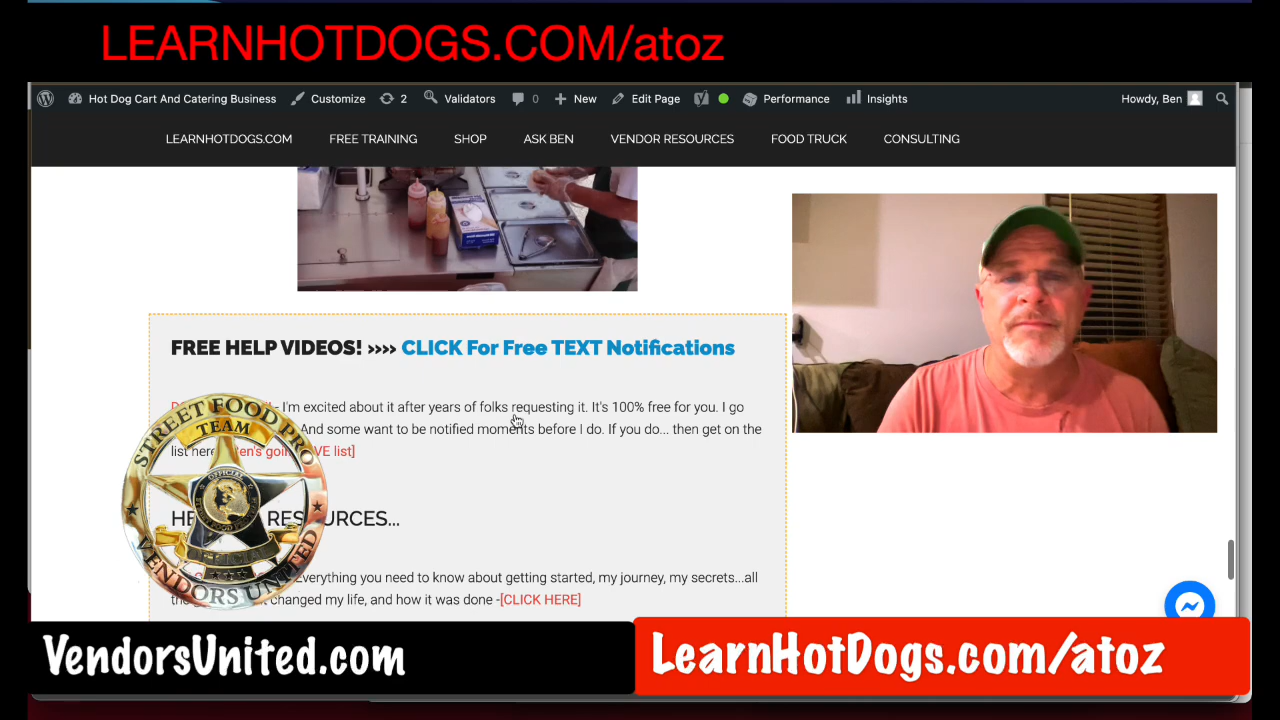 LEARNHOTDOGS.COM/atoz
Hot Dog Cart And Catering Business Customize 2 Validators 0 New Edit Page Performance Insights Howdy, Ben
LEARNHOTDOGS.COM FREE TRAINING SHOP ASK BEN VENDOR RESOURCES FOOD TRUCK CONSULTING
FREE HELP VIDEOS! »»» CLICK For Free TEXT Notifications
- I'm excited about it after years of folks requesting it. It's 100% free for you. I go
And some want to be notified moments before I do. If you do... then get on the
list here list]
STREET FOOD PRO
TEAM
OFFICIAL
OFFICIAL
VENDORS UNITED
RESOURCES...
Everything you need to know about getting started, my journey, my secrets...all
changed my life, and how it was done -[CLICK HERE]
VendorsUnited.com
LearnHotDogs.com/atoz